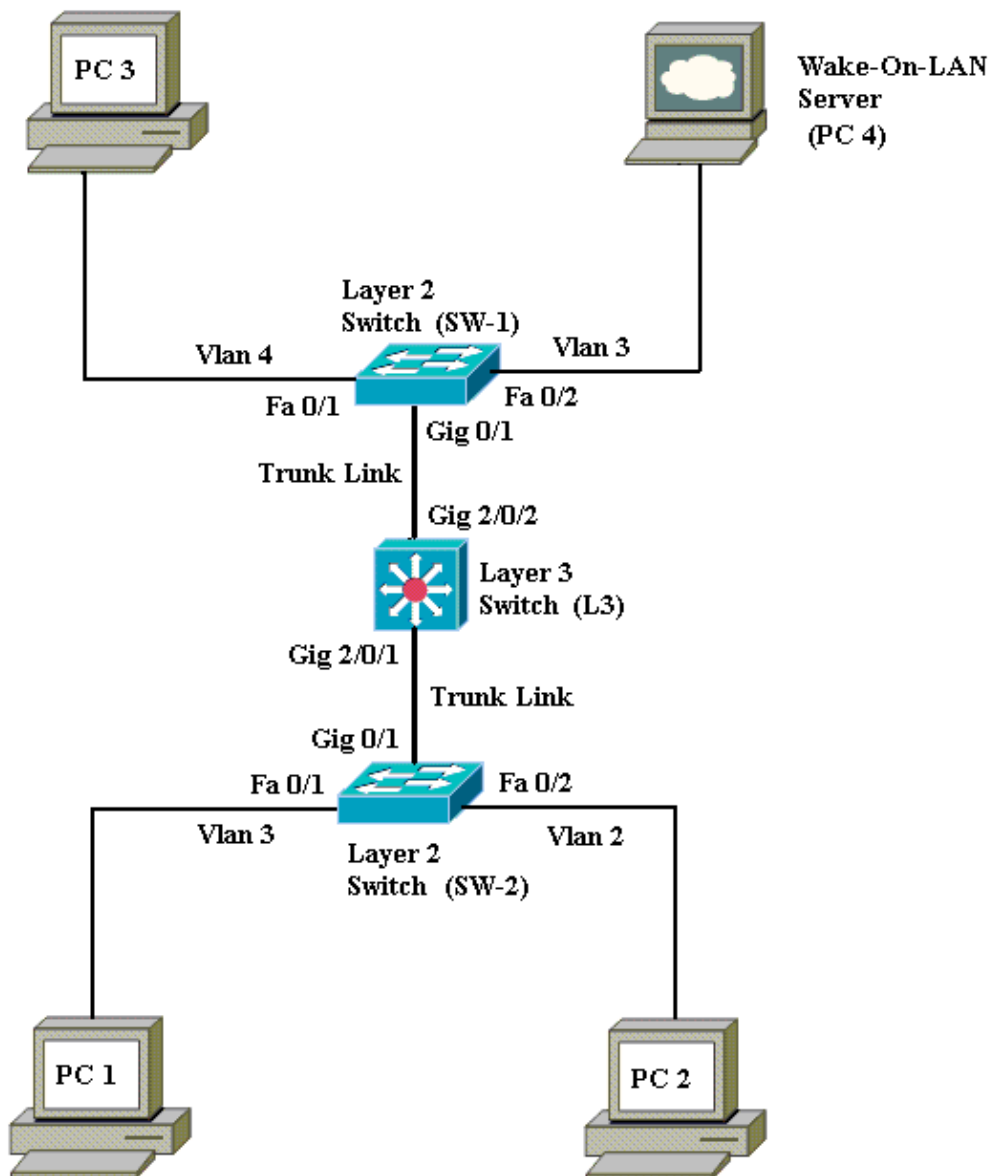 PC 3
Wake-On-LAN
Server
(PC 4)
Layer 2
Switch (SW-1)
Vlan 4
Vlan 3
Fa 0/1
Fa 0/2
Gig 0/1
Trunk Link
Gig 2/0/2
Layer 3
Switch (L3)
Gig 2/0/1
Trunk Link
Gig 0/1
Fa 0/1
Fa 0/2
Vlan 3
Vlan 2
Layer 2
Switch (SW-2)
PC 1
PC 2